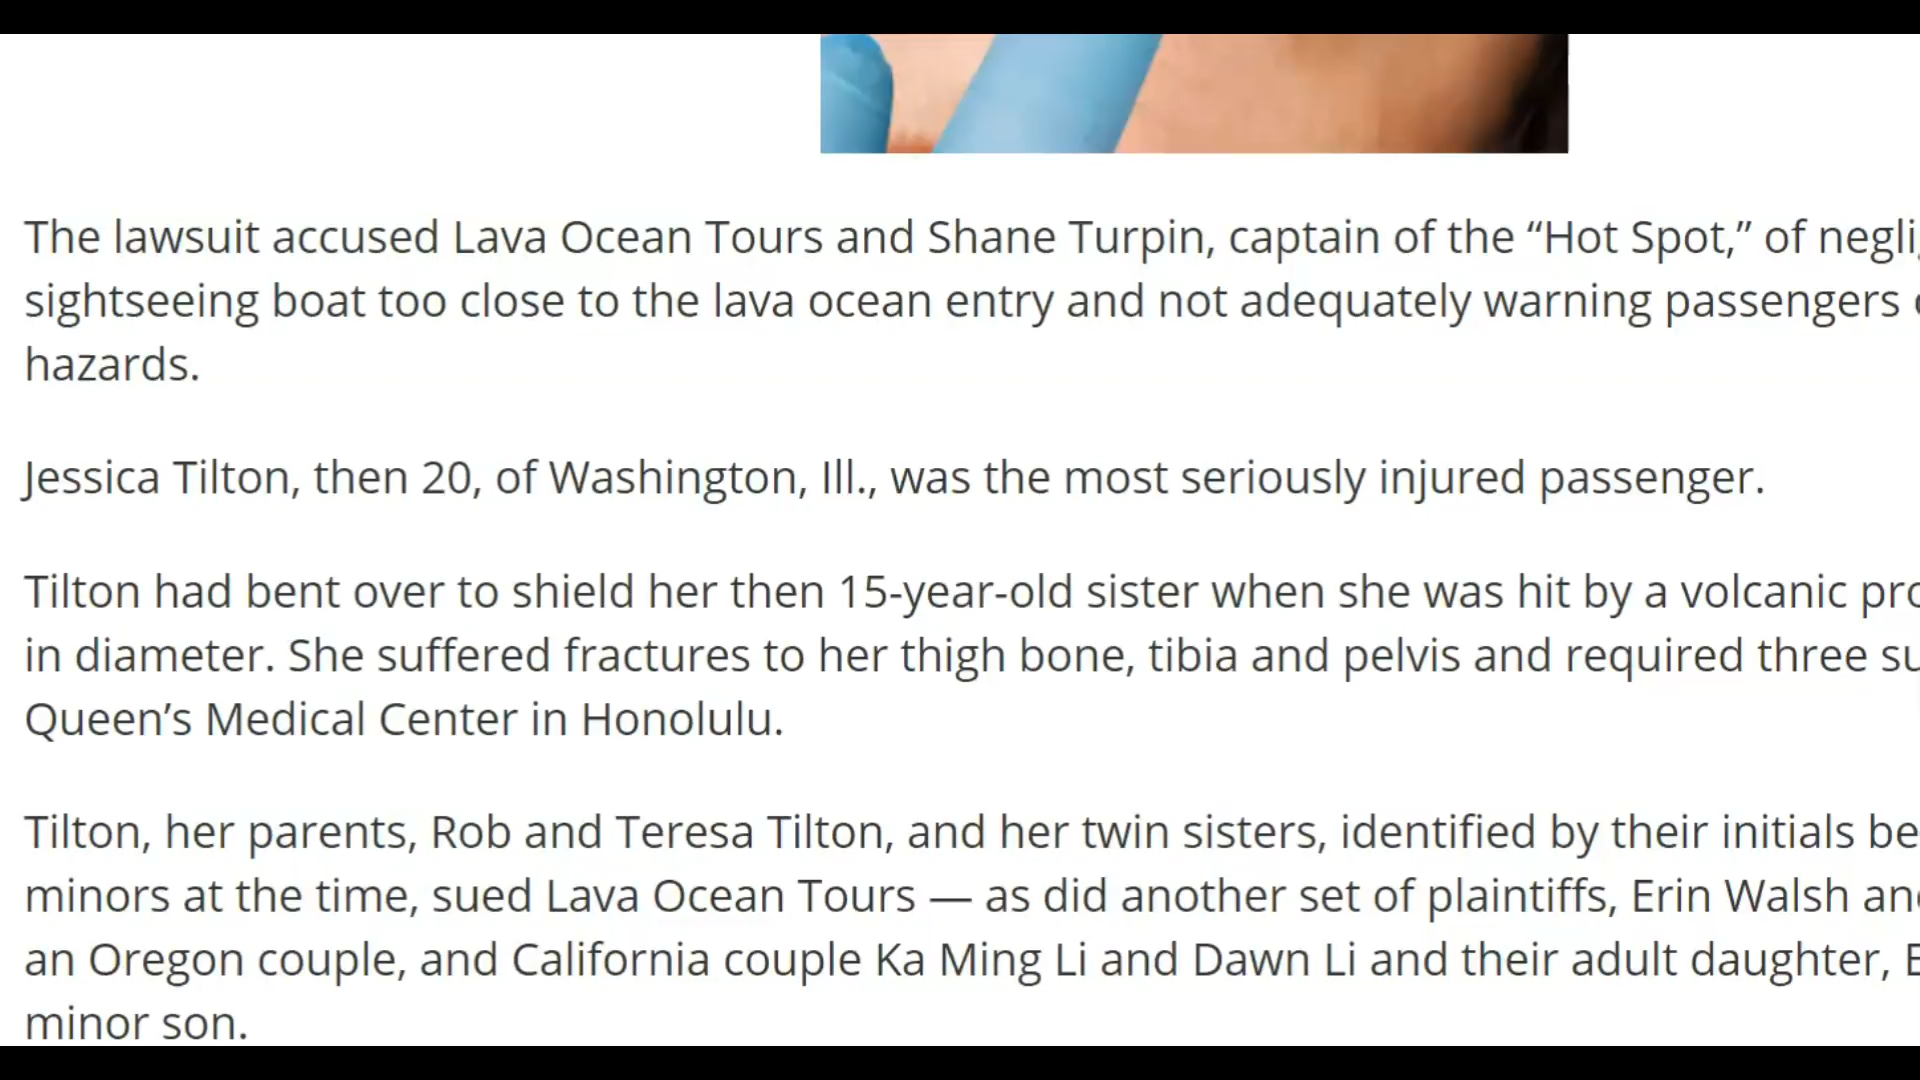 The lawsuit accused Lava Ocean Tours and Shane Turpin, captain of the “Hot Spot,” of
sightseeing boat too close to the lava ocean entry and not adequately warning passengers
hazards.
Jessica Tilton, then 20, of Washington, Ill., was the most seriously injured passenger.
Tilton had bent over to shield her then 15-year-old sister when she was hit by a volcanic
in diameter. She suffered fractures to her thigh bone, tibia and pelvis and required three
Queen’s Medical Center in Honolulu.
Tilton, her parents, Rob and Teresa Tilton, and her twin sisters, identified by their initials
minors at the time, sued Lava Ocean Tours — as did another set of plaintiffs, Erin Walsh
an Oregon couple, and California couple Ka Ming Li and Dawn Li and their adult daughter,
minor son.